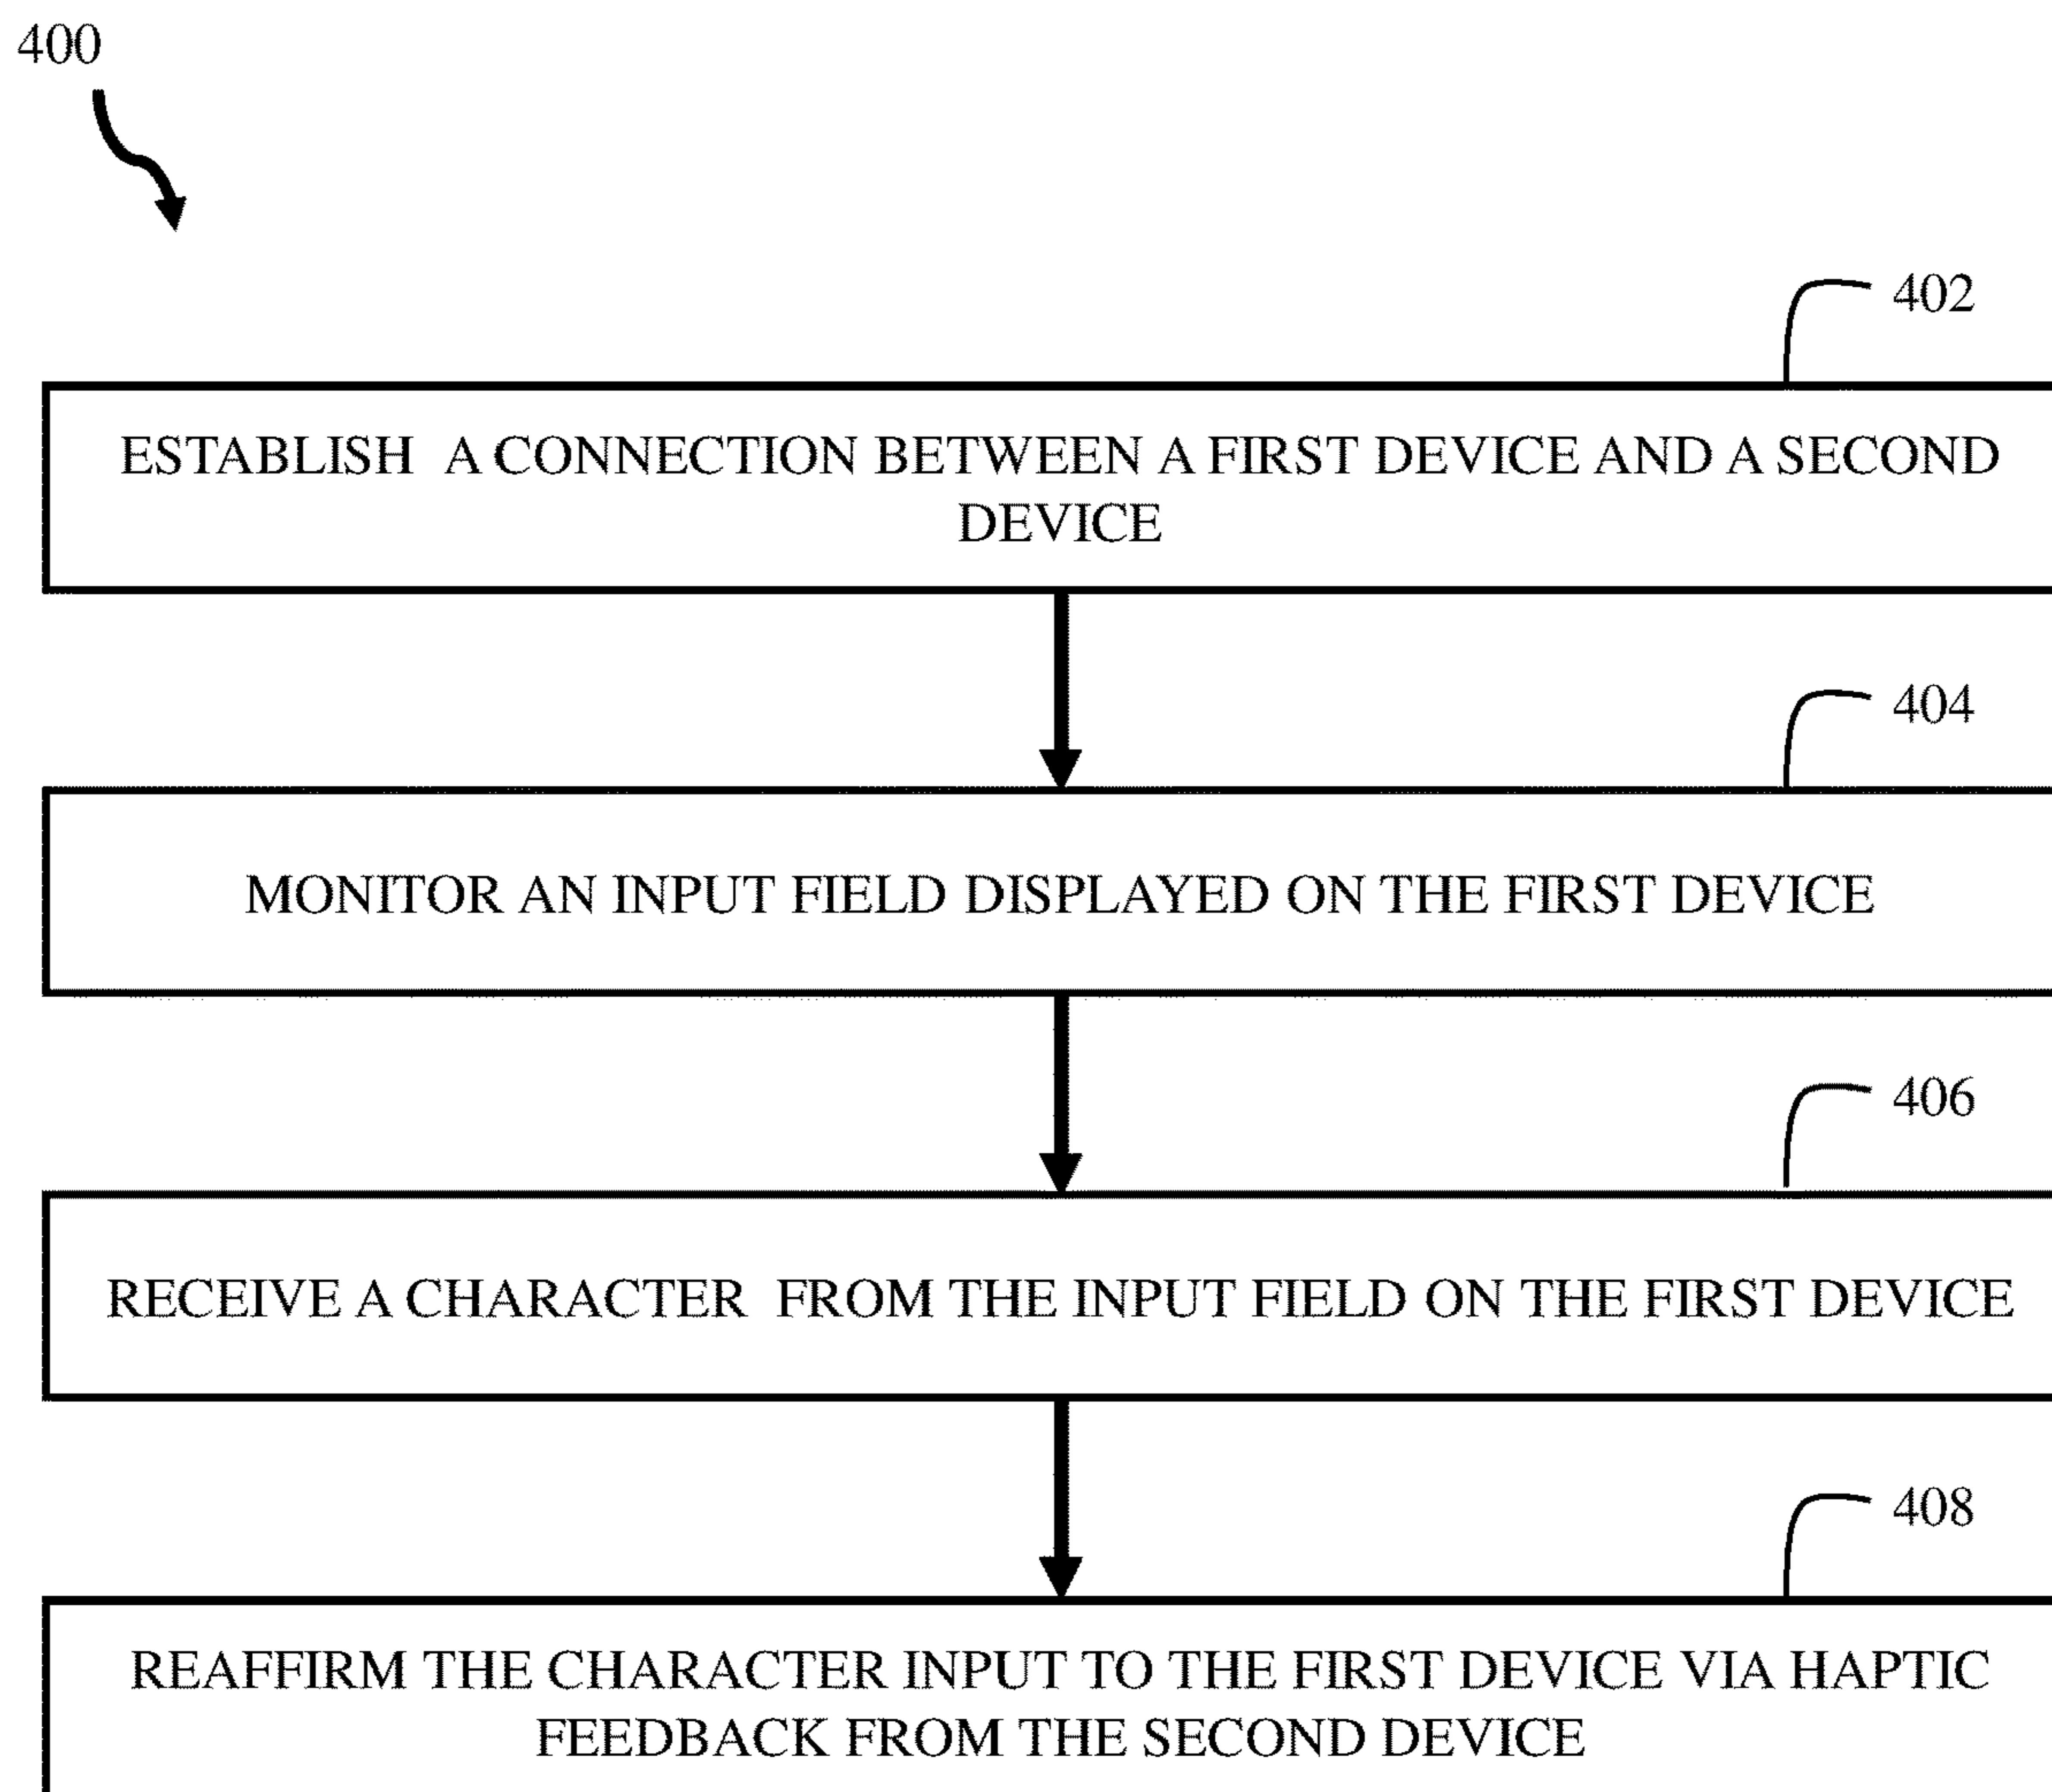 400
402
ESTABLISH A CONNECTION BETWEEN A FIRST DEVICE AND A SECOND
DEVICE
404
MONITOR AN INPUT FIELD DISPLAYED ON THE FIRST DEVICE
406
RECEIVE A CHARACTER FROM THE INPUT FIELD ON THE FIRST DEVICE
408
REAFFIRM THE CHARACTER INPUT TO THE FIRST DEVICE VIA HAPTIC
FEEDBACK FROM THE SECOND DEVICE